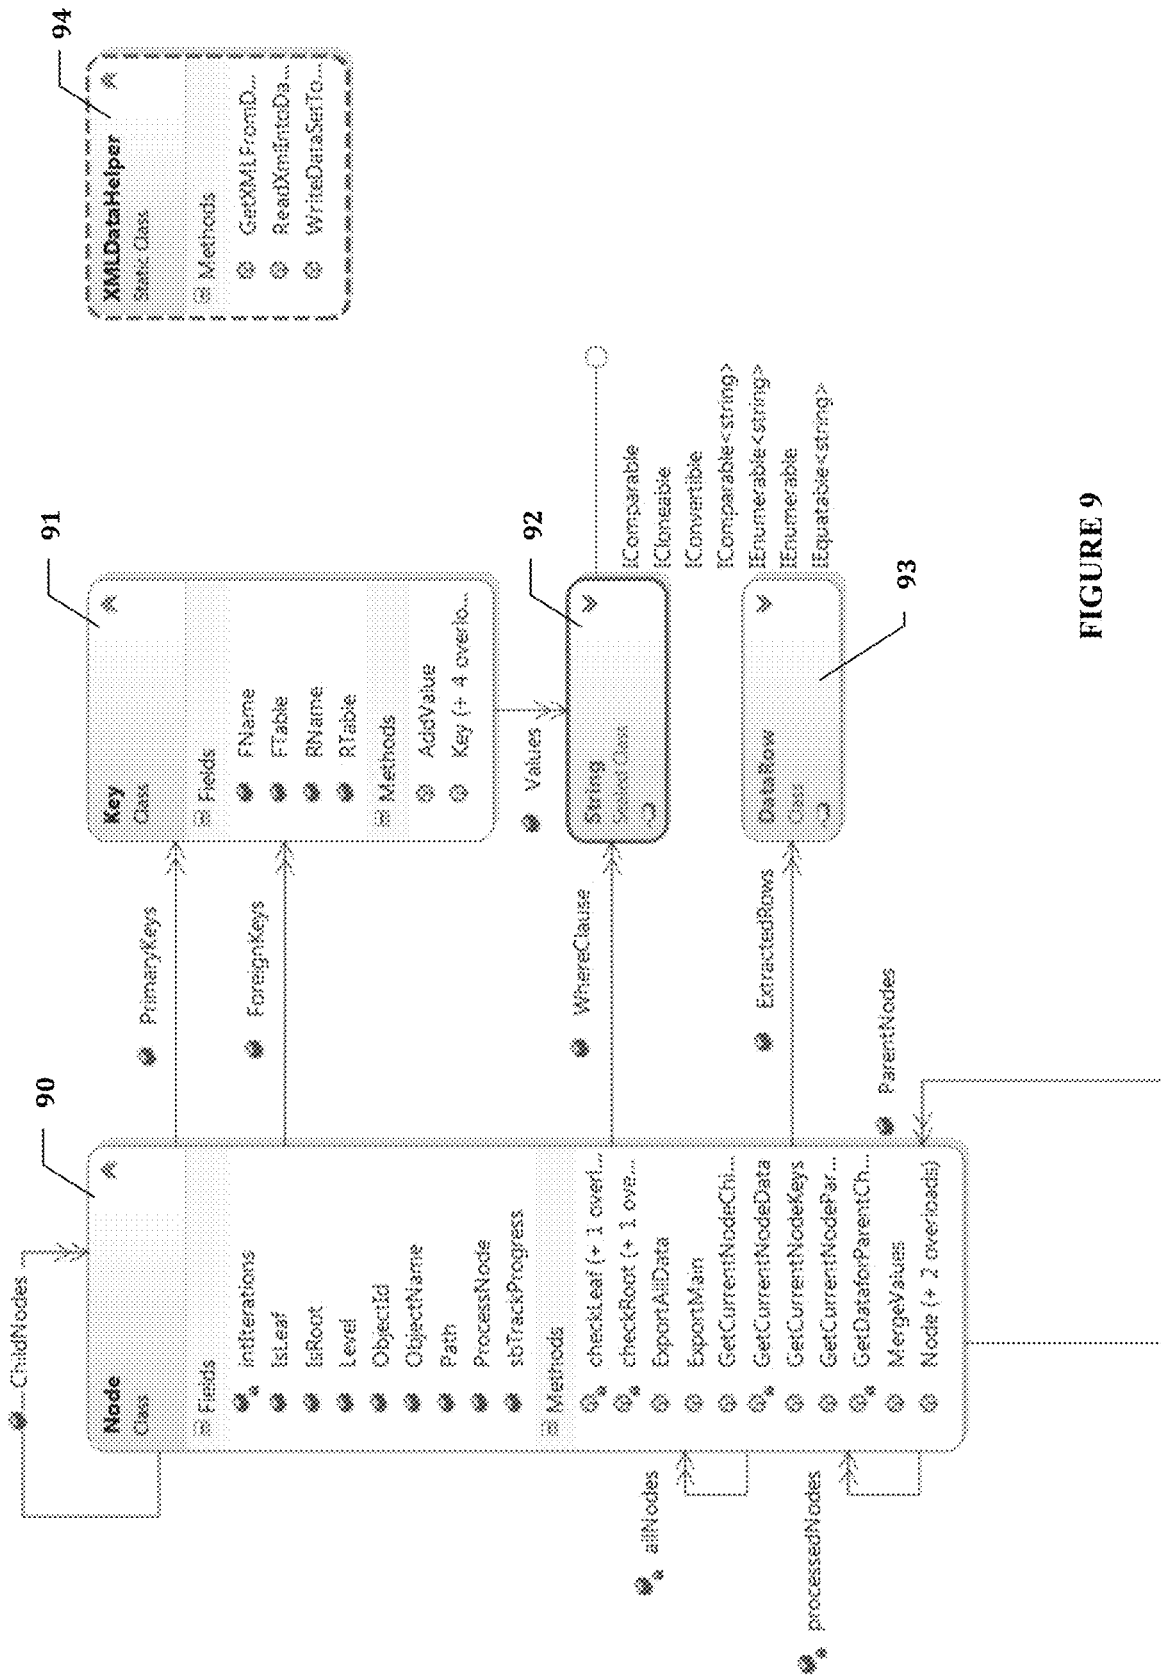 ChildNodes
90
Node
Class
Fields
intIterations
IsLeaf
IsRoot
Level
ObjectId
ObjectName
Path
ProcessNode
sbTrackProgress
Methods
checkLeaf (+ 1 overl...
checkRoot (+ 1 ove...
ExportAllData
ExportMain
GetCurrentNodeChi...
GetCurrentNodeData
GetCurrentNodeKeys
GetCurrentNodePar...
GetDataforParentCh...
MergeValues
Node (+ 2 overloads)
allNodes
processedNodes
PrimaryKeys
ForeignKeys
WhereClause
ExtractedRows
ParentNodes
91
Key
Class
Fields
FName
FTable
RName
RTable
Methods
AddValue
Key (+ 4 overlo...
Values
92
String
Sealed Class
IComparable
ICloneable
IConvertible
IComparable<string>
IEnumerable<string>
IEnumerable
IEquatable<string>
DataRow
Class
93
94
XMLDataHelper
Static Class
Methods
GetXMLFromD...
ReadXmlIntoDa...
WriteDataSetTo...
FIGURE 9